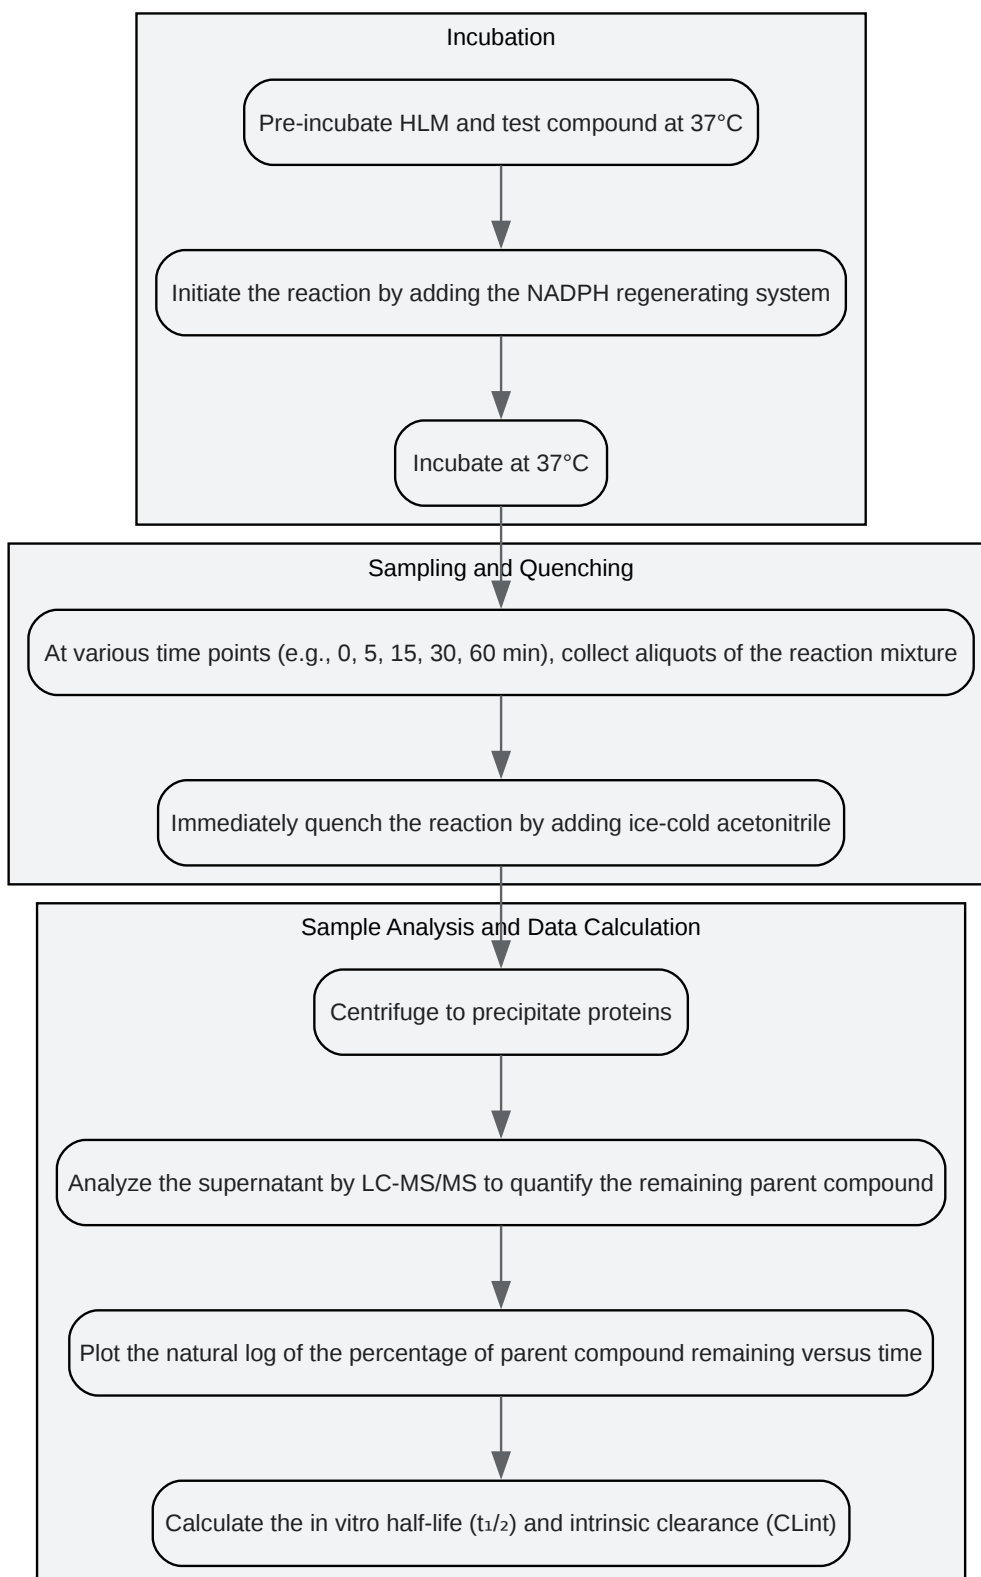 Incubation
Pre-incubate HLM and test compound at 37°C
Initiate the reaction by adding the NADPH regenerating system
Incubate at 37°C
Sampling and Quenching
At various time points (e.g., 0, 5, 15, 30, 60 min), collect aliquots of the reaction mixture
Immediately quench the reaction by adding ice-cold acetonitrile
Sample Analysis and Data Calculation
Centrifuge to precipitate proteins
Analyze the supernatant by LC-MS/MS to quantify the remaining parent compound
Plot the natural log of the percentage of parent compound remaining versus time
Calculate the in vitro half-life (t₁/₂) and intrinsic clearance (CLint)